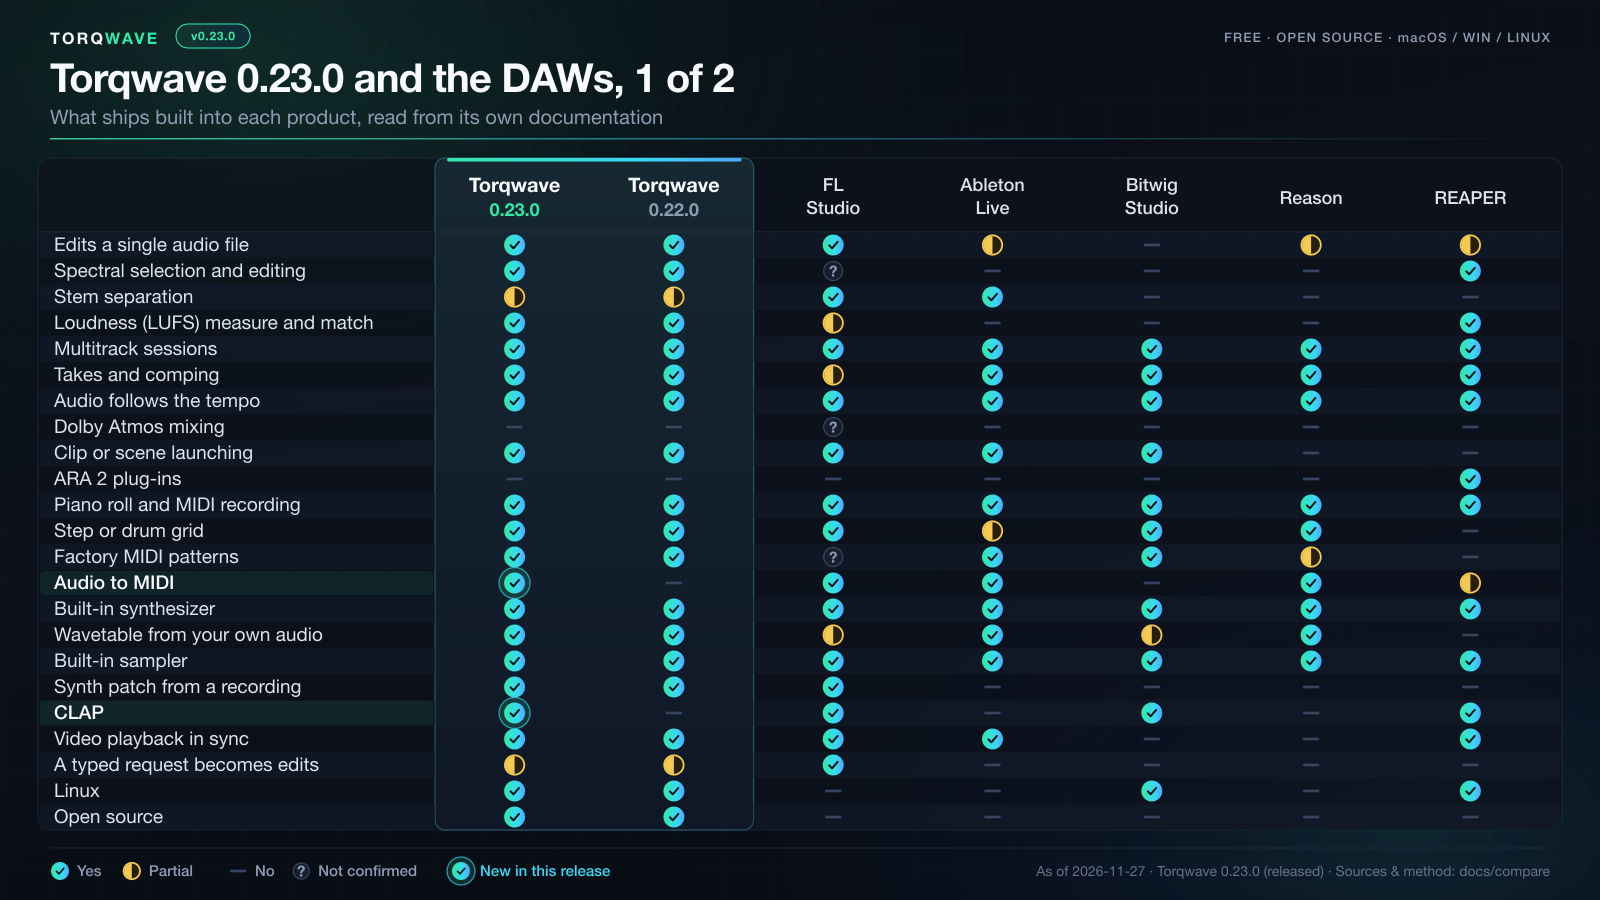 TORQWAVE v0.23.0
FREE · OPEN SOURCE · macOS / WIN / LINUX
Torqwave 0.23.0 and the DAWs, 1 of 2
What ships built into each product, read from its own documentation
Torqwave 0.23.0
Torqwave 0.22.0
FL Studio
Ableton Live
Bitwig Studio
Reason
REAPER
Edits a single audio file
Spectral selection and editing
?
Stem separation
Loudness (LUFS) measure and match
Multitrack sessions
Takes and comping
Audio follows the tempo
Dolby Atmos mixing
?
Clip or scene launching
ARA 2 plug-ins
Piano roll and MIDI recording
Step or drum grid
Factory MIDI patterns
?
Audio to MIDI
Built-in synthesizer
Wavetable from your own audio
Built-in sampler
Synth patch from a recording
CLAP
Video playback in sync
A typed request becomes edits
Linux
Open source
Yes Partial No ? Not confirmed New in this release
As of 2026-11-27 · Torqwave 0.23.0 (released) · Sources & method: docs/compare